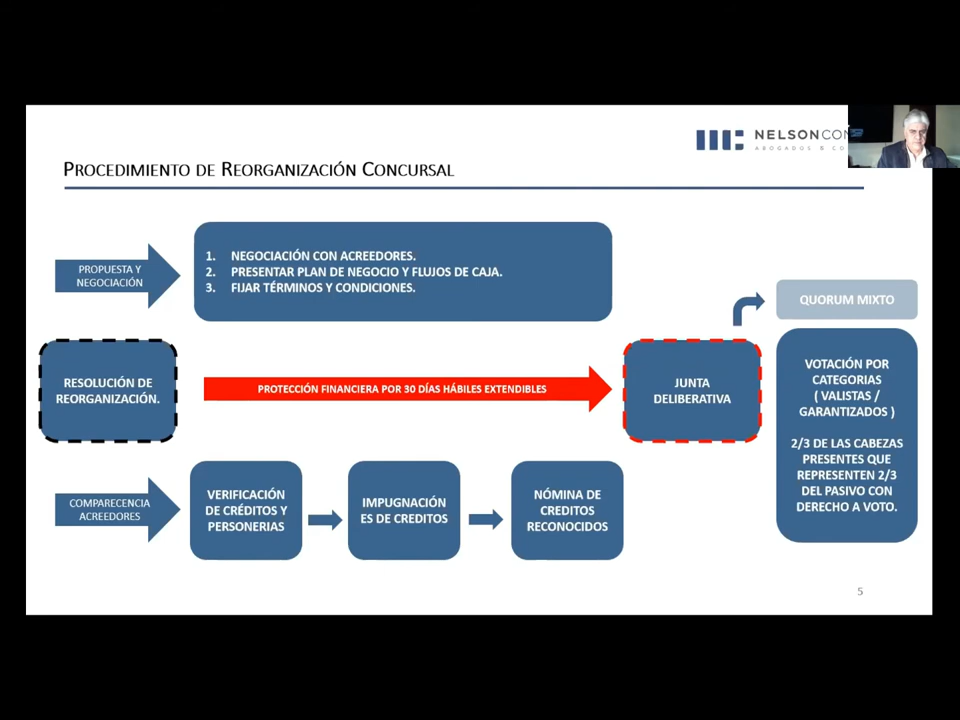 NELSONCON
ABOGADOS & CO
PROCEDIMIENTO DE REORGANIZACIÓN CONCURSAL
PROPUESTA Y
NEGOCIACIÓN
1. NEGOCIACIÓN CON ACREEDORES.
2. PRESENTAR PLAN DE NEGOCIO Y FLUJOS DE CAJA.
3. FIJAR TÉRMINOS Y CONDICIONES.
QUORUM MIXTO
RESOLUCIÓN DE
REORGANIZACIÓN.
PROTECCIÓN FINANCIERA POR 30 DÍAS HÁBILES EXTENDIBLES
JUNTA
DELIBERATIVA
VOTACIÓN POR
CATEGORIAS
( VALISTAS /
GARANTIZADOS )
2/3 DE LAS CABEZAS
PRESENTES QUE
REPRESENTEN 2/3
DEL PASIVO CON
DERECHO A VOTO.
COMPARECENCIA
ACREEDORES
VERIFICACIÓN
DE CRÉDITOS Y
PERSONERIAS
IMPUGNACIÓN
ES DE CREDITOS
NÓMINA DE
CREDITOS
RECONOCIDOS
5